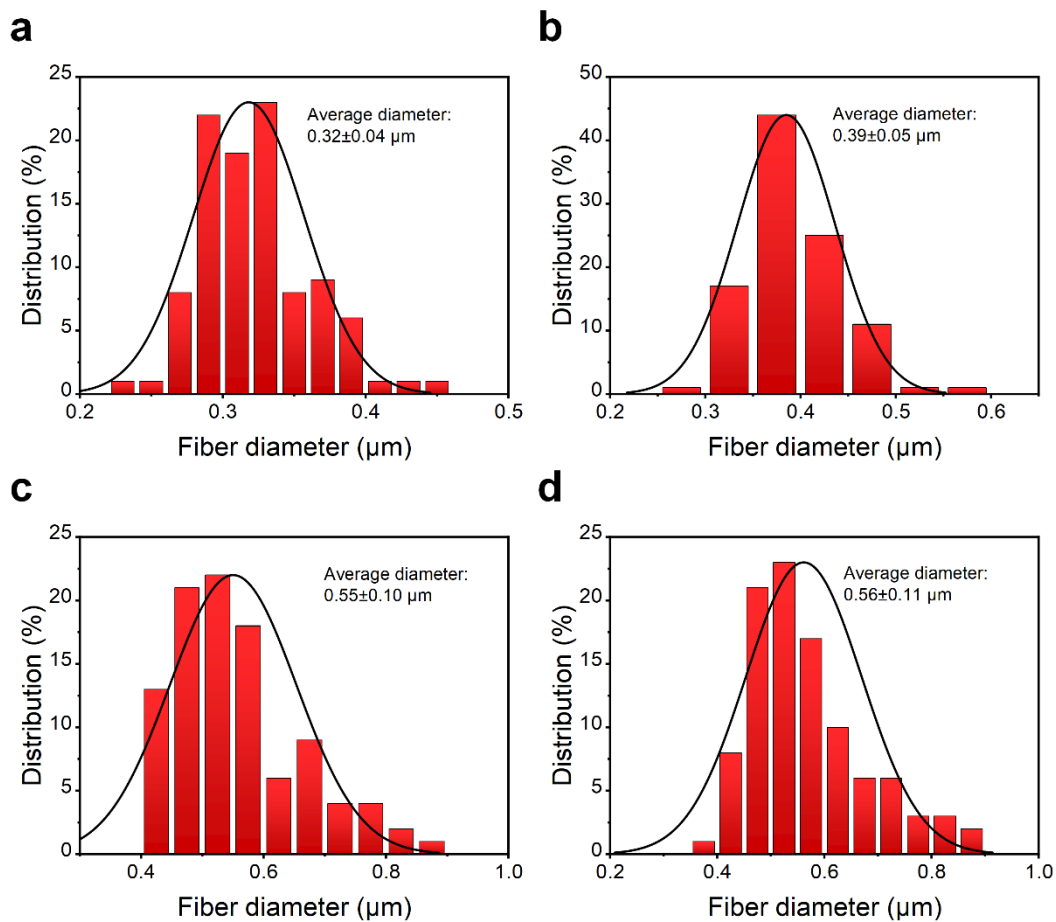 a
Average diameter:
0.32±0.04 µm
Distribution (%)
25
20
15
10
5
0
0.2
0.3
0.4
0.5
Fiber diameter (µm)
b
Average diameter:
0.39±0.05 µm
Distribution (%)
50
40
30
20
10
0
0.2
0.3
0.4
0.5
0.6
Fiber diameter (µm)
c
Average diameter:
0.55±0.10 µm
Distribution (%)
25
20
15
10
5
0
0.4
0.6
0.8
1.0
Fiber diameter (µm)
d
Average diameter:
0.56±0.11 µm
Distribution (%)
25
20
15
10
5
0
0.2
0.4
0.6
0.8
1.0
Fiber diameter (µm)